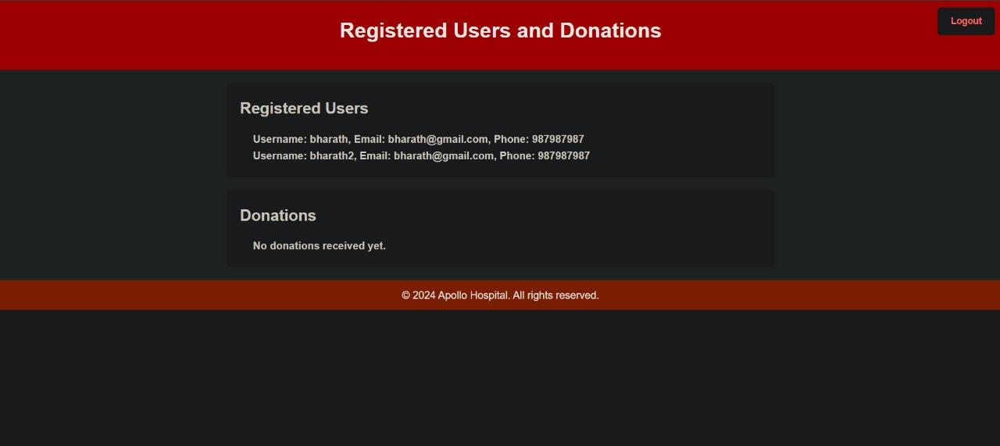 Logout
Registered Users and Donations
Registered Users
Username: bharath, Email: bharath@gmail.com, Phone: 987987987
Username: bharath2, Email: bharath@gmail.com, Phone: 987987987
Donations
No donations received yet.
© 2024 Apollo Hospital. All rights reserved.